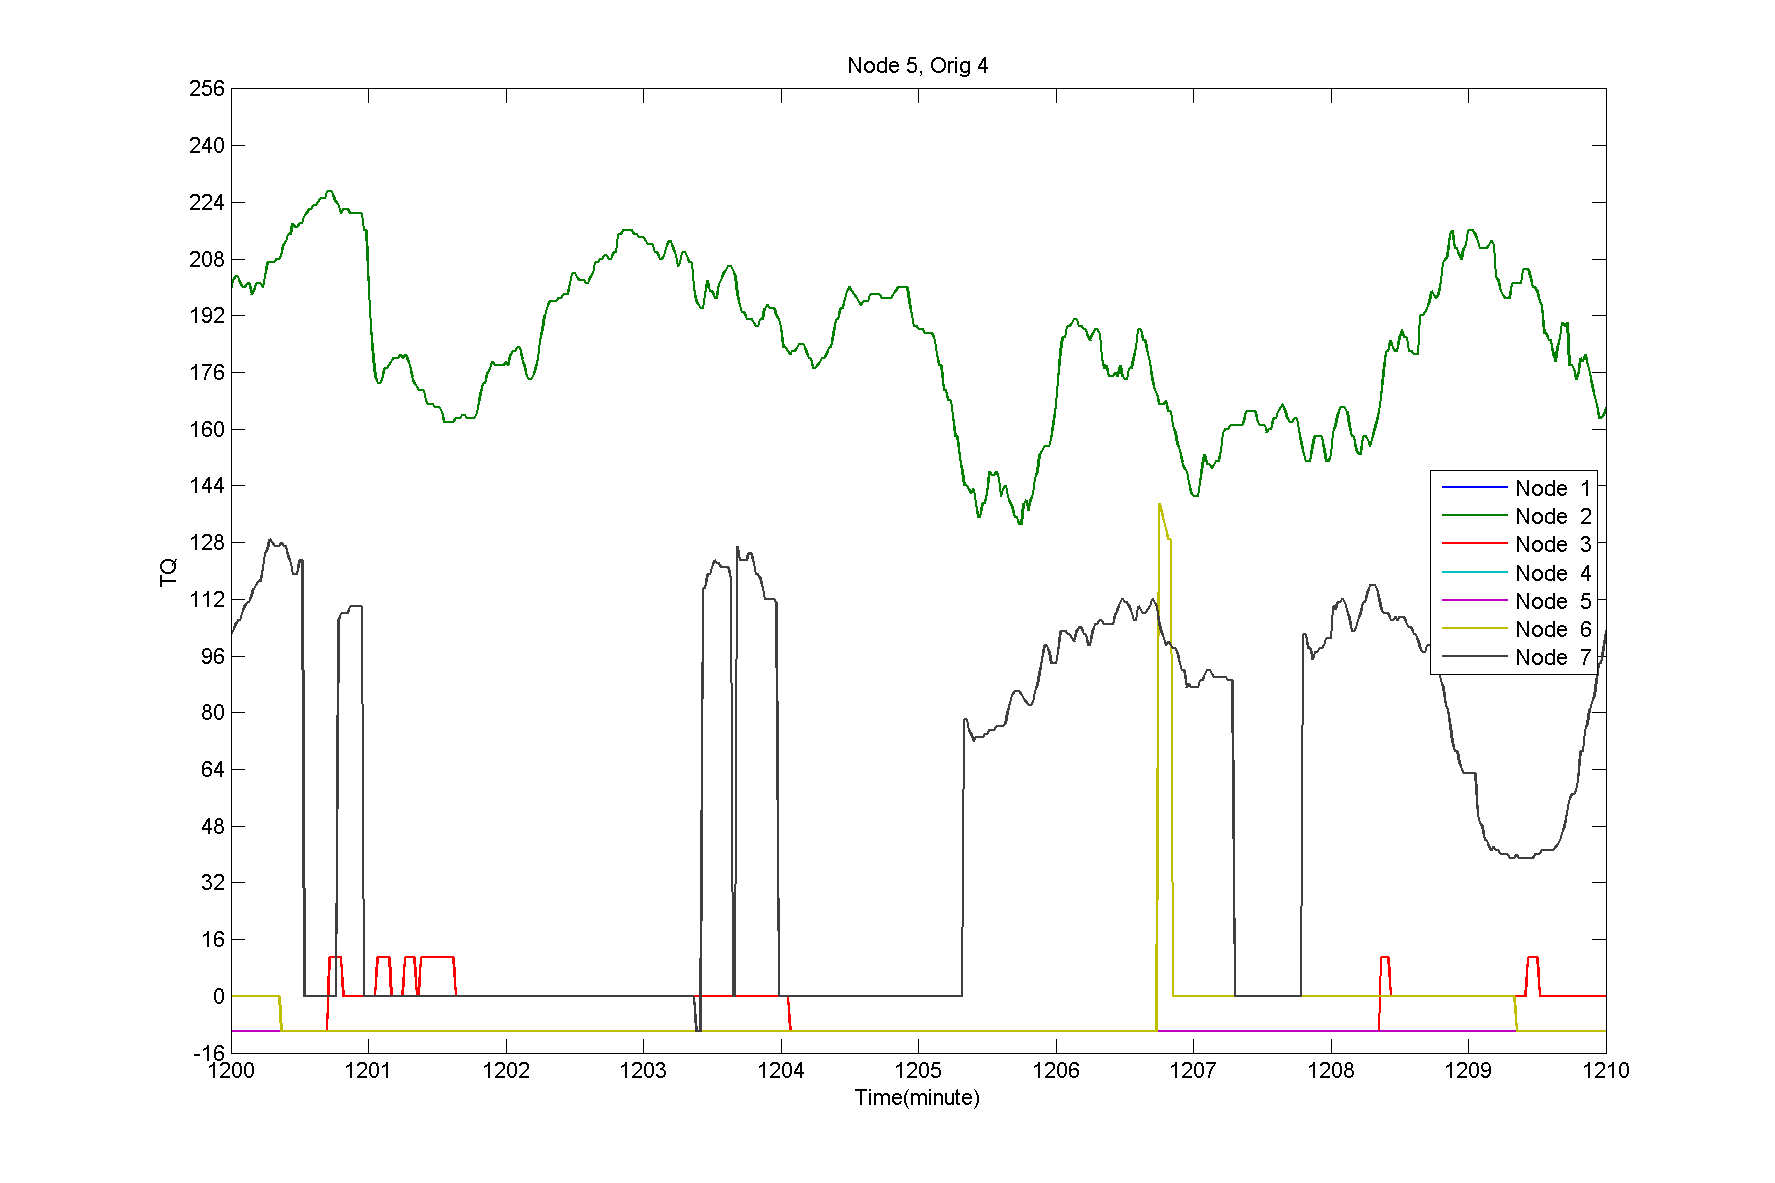 Node 5, Orig 4
256
240
224
208
192
176
160
144
128
112
96
80
64
48
32
16
0
-16
TQ
Node 1
Node 2
Node 3
Node 4
Node 5
Node 6
Node 7
1200 1201 1202 1203 1204 1205 1206 1207 1208 1209 1210
Time(minute)